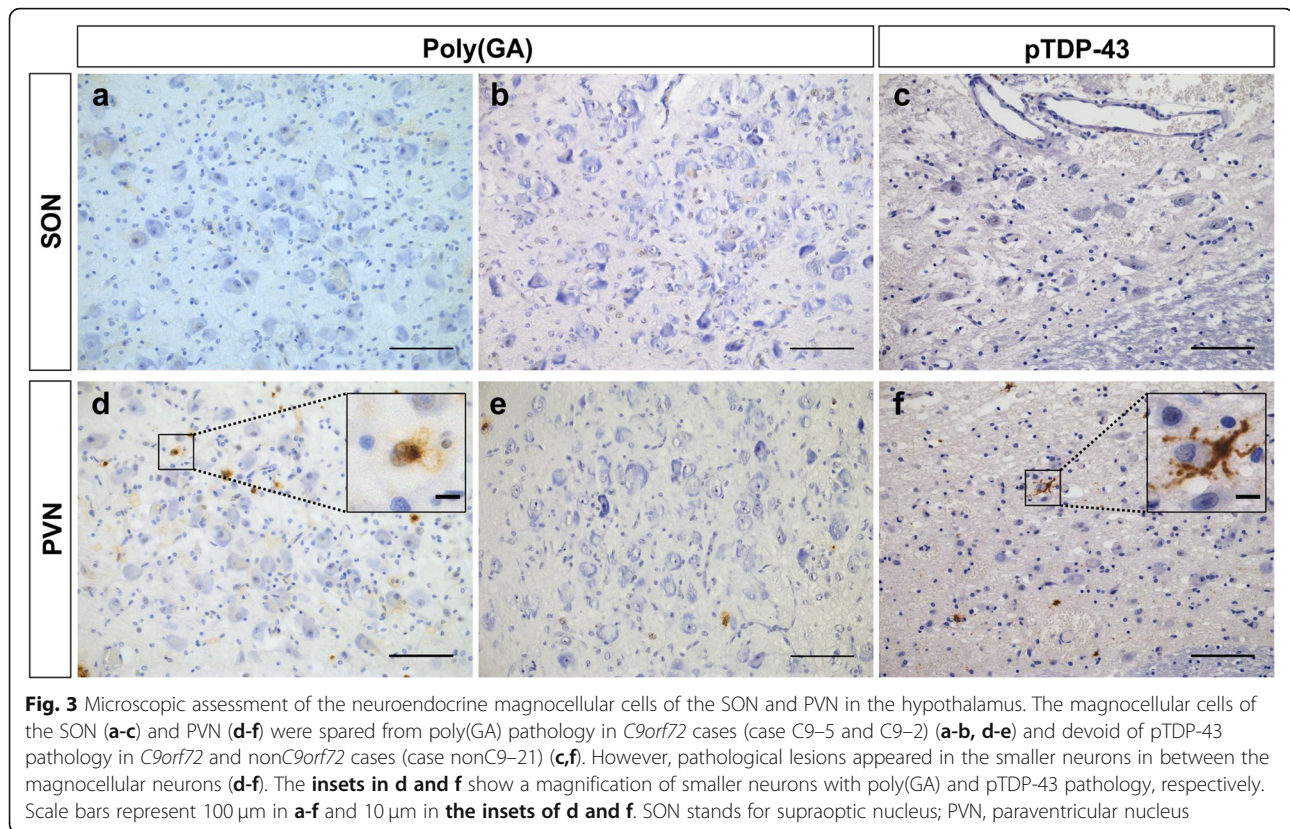 Poly(GA)
pTDP-43
SON
a
b
c
PVN
d
e
f
Fig. 3 Microscopic assessment of the neuroendocrine magnocellular cells of the SON and PVN in the hypothalamus. The magnocellular cells of
the SON (a-c) and PVN (d-f) were spared from poly(GA) pathology in C9orf72 cases (case C9–5 and C9–2) (a-b, d-e) and devoid of pTDP-43
pathology in C9orf72 and nonC9orf72 cases (case nonC9–21) (c,f). However, pathological lesions appeared in the smaller neurons in between the
magnocellular neurons (d-f). The insets in d and f show a magnification of smaller neurons with poly(GA) and pTDP-43 pathology, respectively.
Scale bars represent 100 μm in a-f and 10 μm in the insets of d and f. SON stands for supraoptic nucleus; PVN, paraventricular nucleus